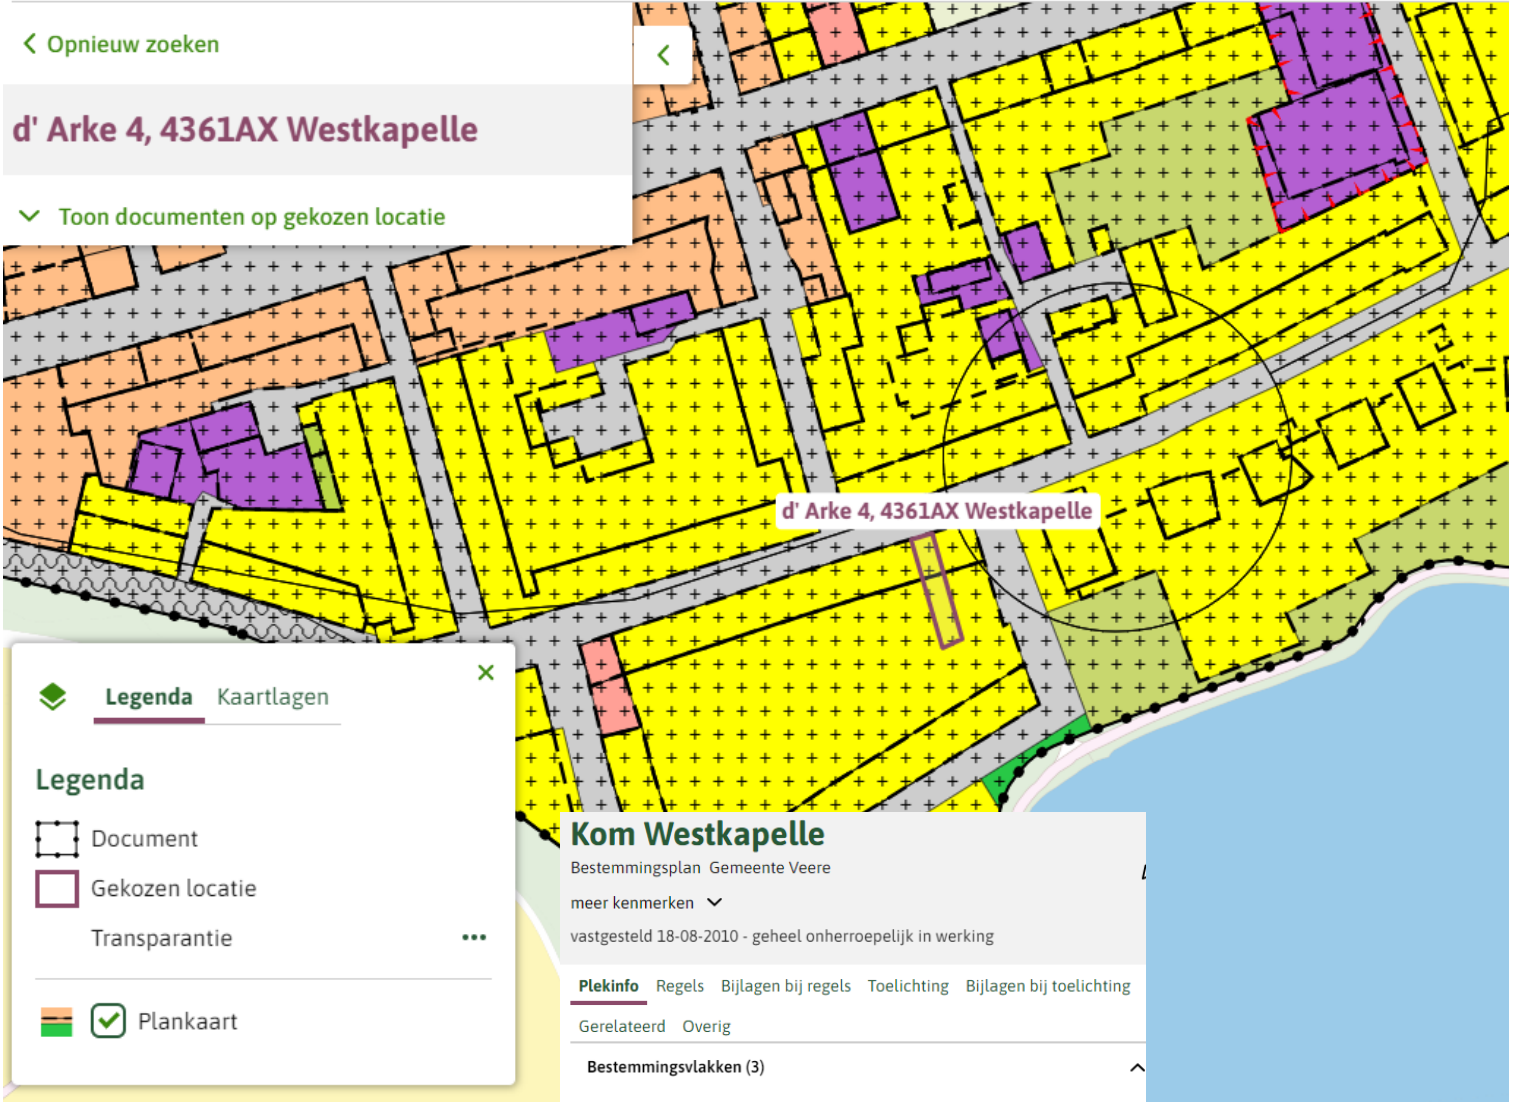 Opnieuw zoeken
d' Arke 4, 4361AX Westkapelle
Toon documenten op gekozen locatie
d' Arke 4, 4361AX Westkapelle
Legenda Kaartlagen
Legenda
Document
Gekozen locatie
Transparantie
Plankaart
Kom Westkapelle
Bestemmingsplan Gemeente Veere
meer kenmerken
vastgesteld 18-08-2010 - geheel onherroepelijk in werking
Plekinfo Regels Bijlagen bij regels Toelichting Bijlagen bij toelichting
Gerelateerd Overig
Bestemmingsvlakken (3)